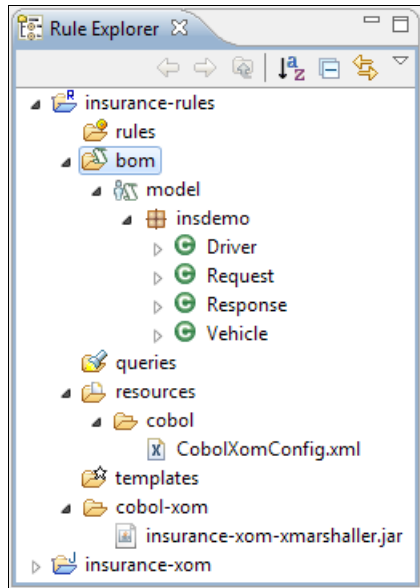 Rule Explorer
insurance-rules
rules
bom
model
insdemo
Driver
Request
Response
Vehicle
queries
resources
cobol
CobolXomConfig.xml
templates
cobol-xom
insurance-xom-xmarshaller.jar
insurance-xom